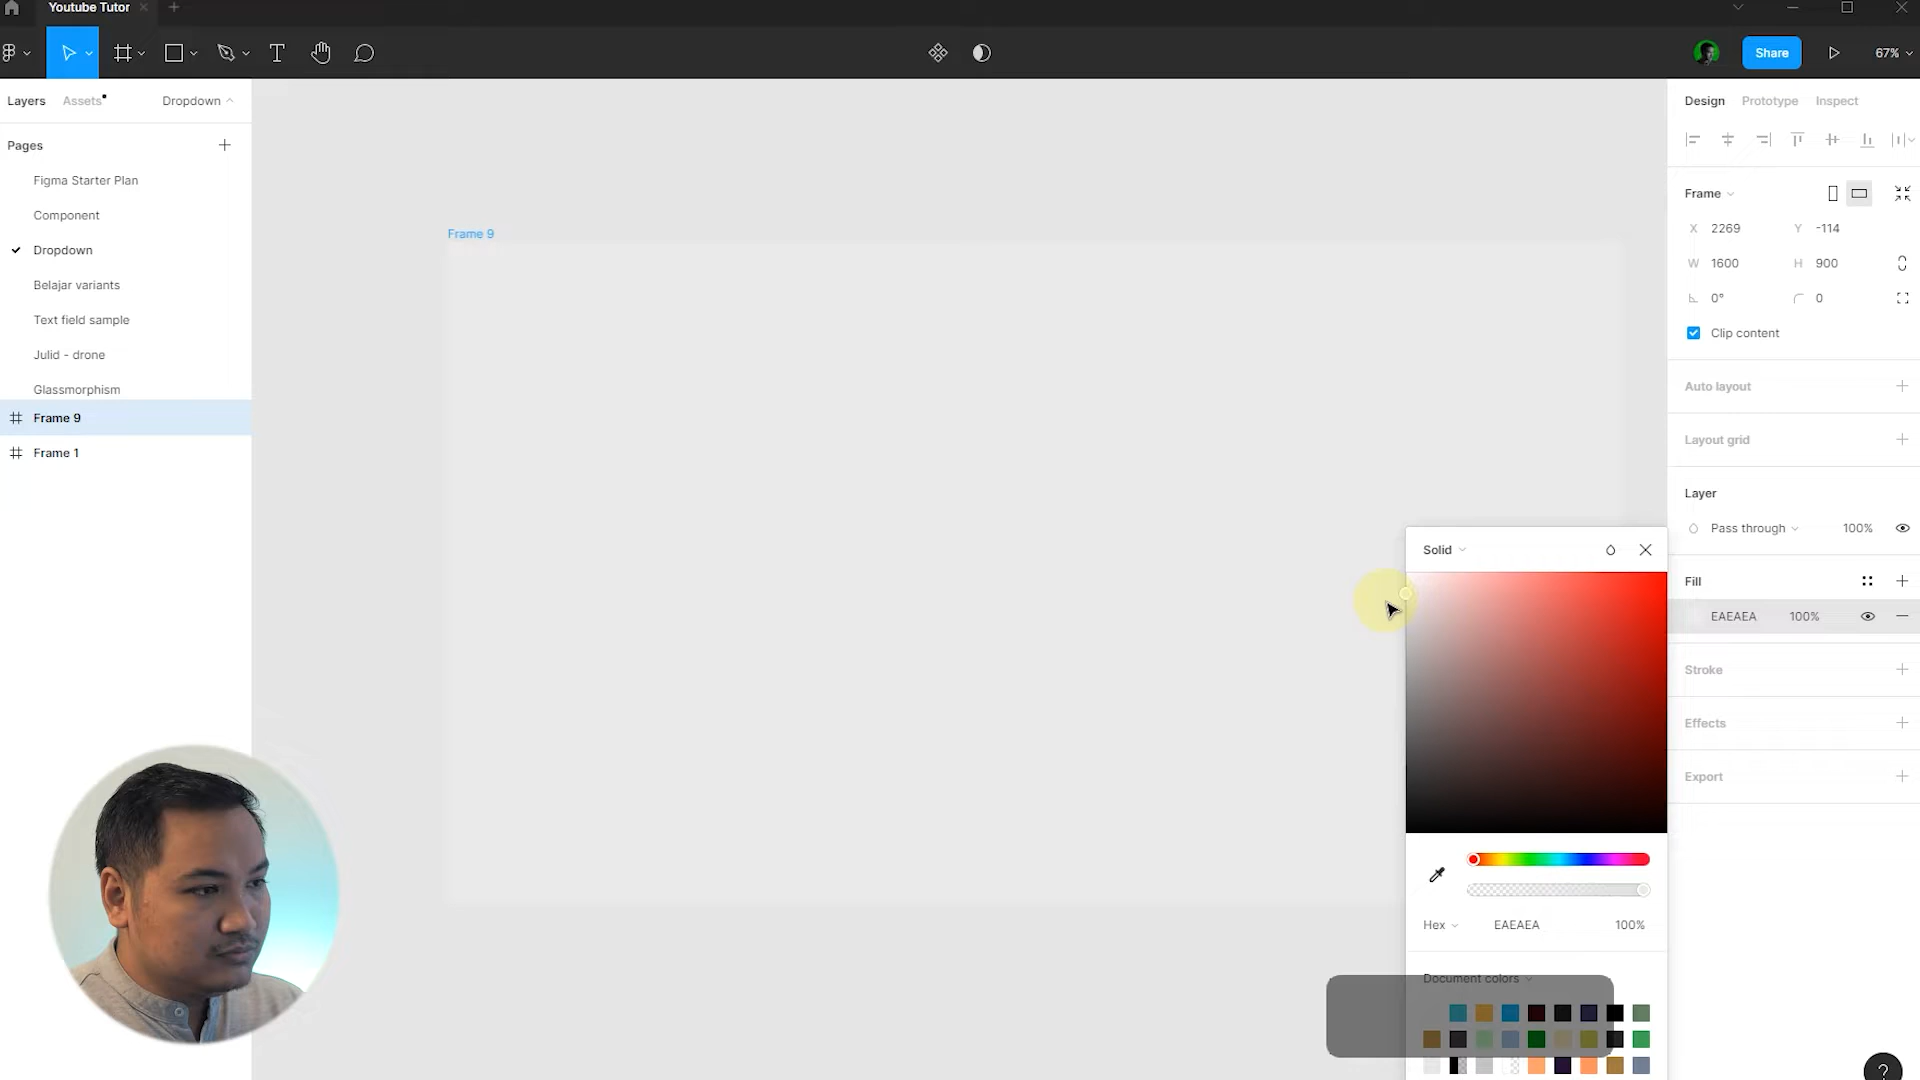 Youtube Tutor
Share
67%
Layers
Assets
Dropdown
Pages
Figma Starter Plan
Component
Dropdown
Belajar variants
Text field sample
Julid - drone
Glassmorphism
Frame 9
Frame 1
Frame 9
Design
Prototype
Inspect
Frame
X 2269
Y -114
W 1600
H 900
0°
0
Clip content
Auto layout
Layout grid
Layer
Pass through
100%
Fill
EAEAEA
100%
Stroke
Effects
Export
Solid
Hex
EAEAEA
100%
Document colors
?